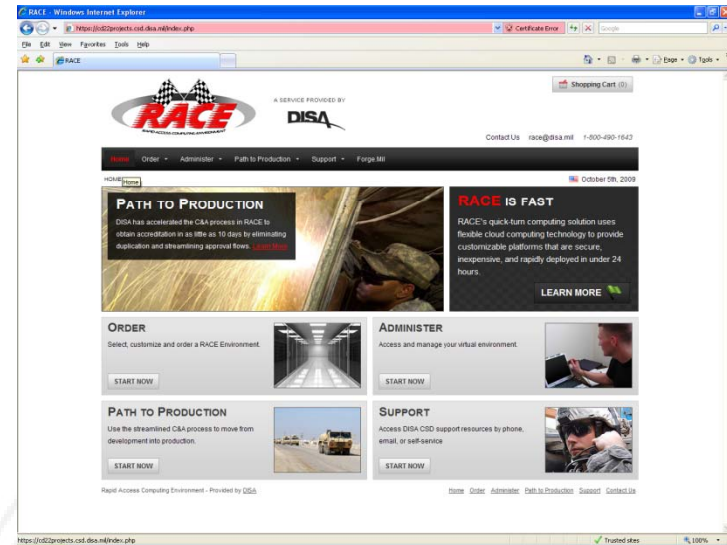 RACE - Windows Internet Explorer
https://cd22projects.csd.disa.mil/index.php
Certificate Error
Google
File Edit View Favorites Tools Help
RACE
Page Tools
Shopping Cart (0)
RACE
RAPID ACCESS COMPUTING ENVIRONMENT
A SERVICE PROVIDED BY
DISA
Contact Us race@disa.mil 1-800-490-1643
Home Order Administer Path to Production Support Forge.Mil
HOME
Home
October 5th, 2009
PATH TO PRODUCTION
DISA has accelerated the C&A process in RACE to
obtain accreditation in as little as 10 days by eliminating
duplication and streamlining approval flows. Learn More
RACE IS FAST
RACE's quick-turn computing solution uses
flexible cloud computing technology to provide
customizable platforms that are secure,
inexpensive, and rapidly deployed in under 24
hours.
LEARN MORE
ORDER
Select, customize and order a RACE Environment.
START NOW
ADMINISTER
Access and manage your virtual environment.
START NOW
PATH TO PRODUCTION
Use the streamlined C&A process to move from
development into production.
START NOW
SUPPORT
Access DISA CSD support resources by phone,
email, or self-service
START NOW
Rapid Access Computing Environment - Provided by DISA
Home Order Administer Path to Production Support Contact Us
https://cd22projects.csd.disa.mil/index.php
Trusted sites
100%